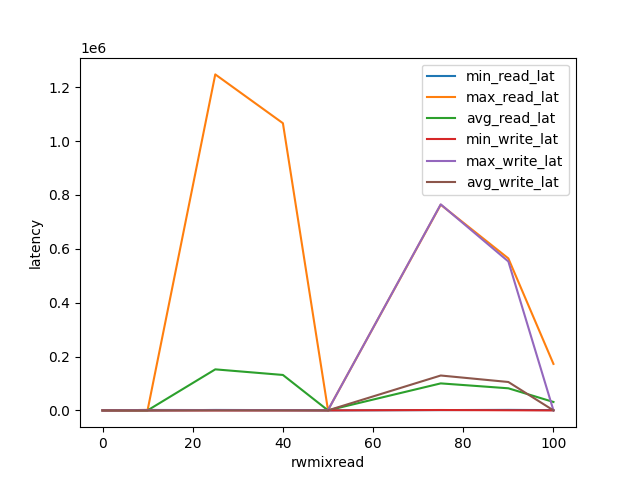 1e6
1.2
1.0
0.8
0.6
0.4
0.2
0.0
latency
min_read_lat
max_read_lat
avg_read_lat
min_write_lat
max_write_lat
avg_write_lat
0 20 40 60 80 100
rwmixread